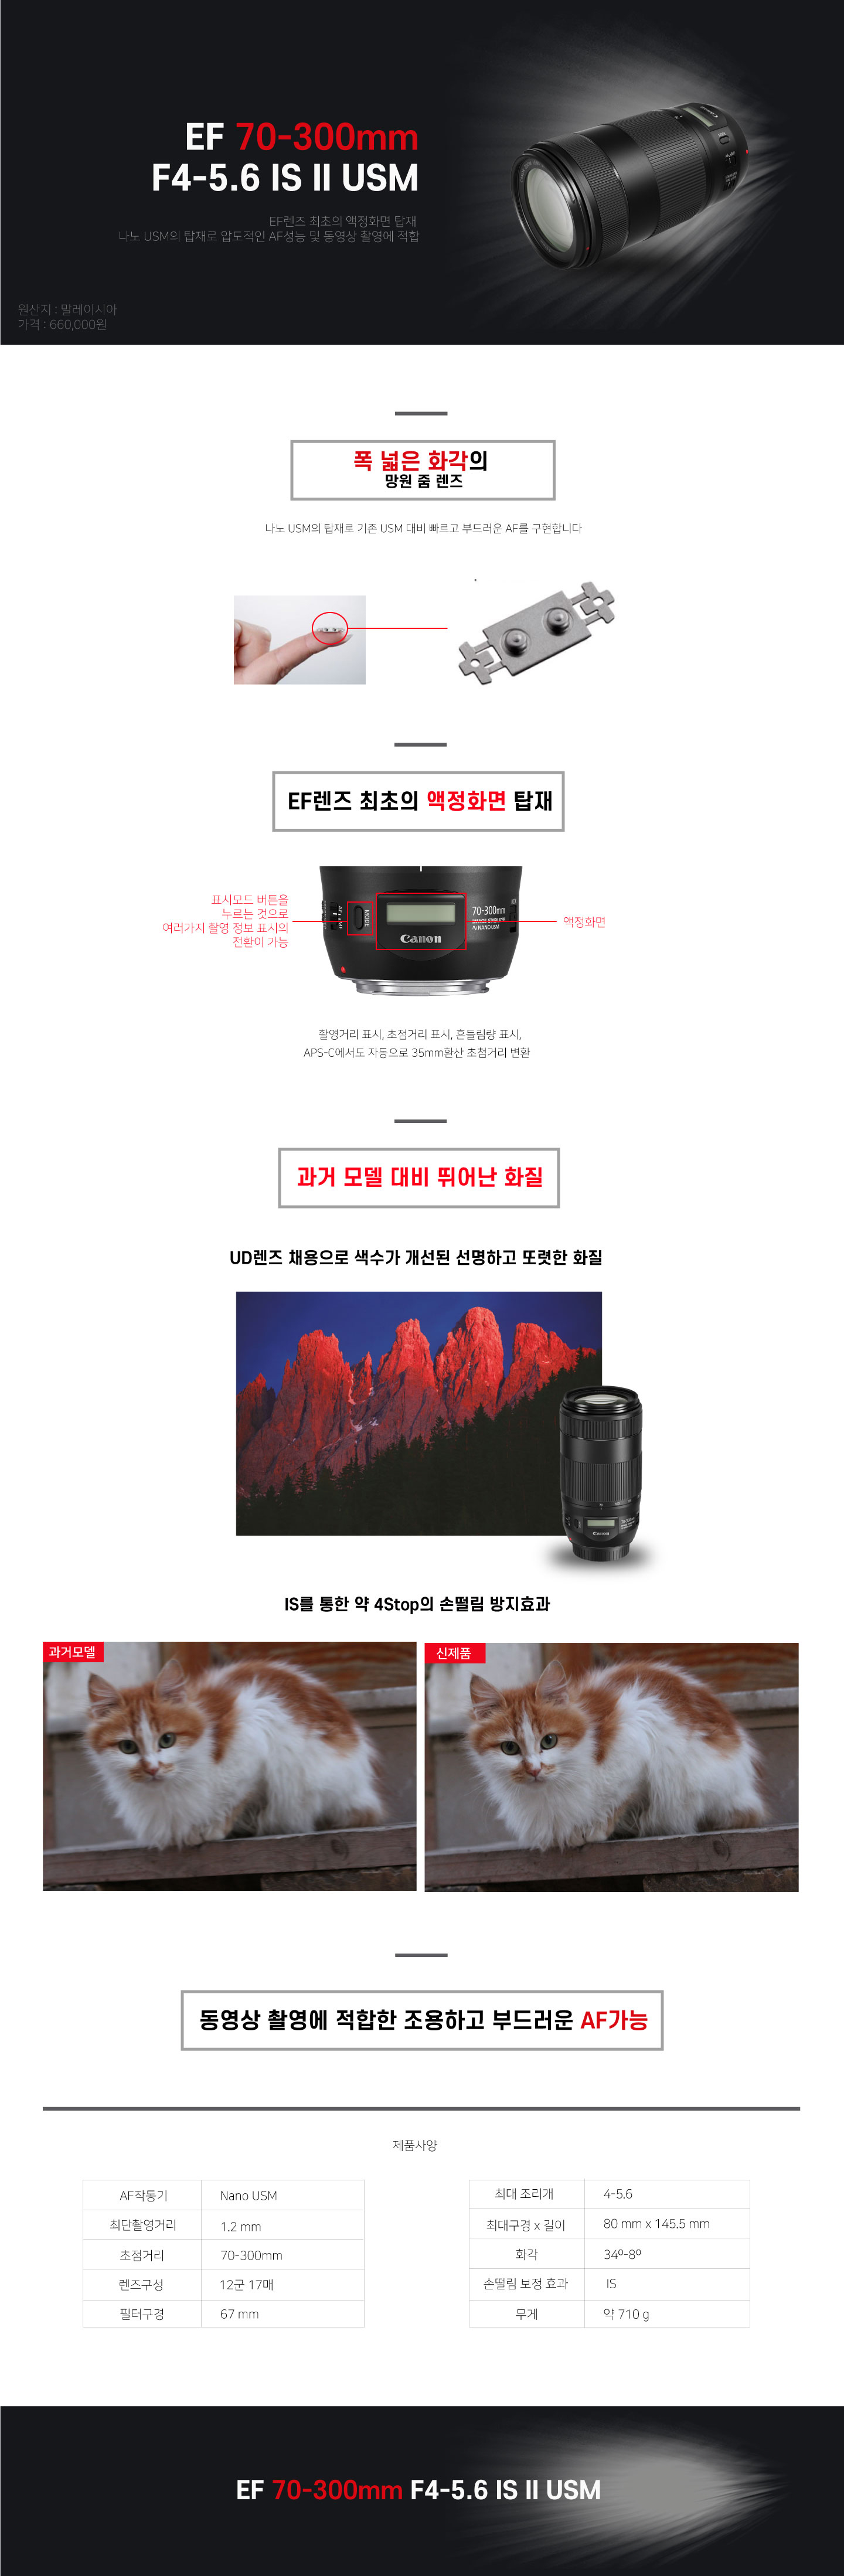 EF 70-300mm
F4-5.6 IS II USM
EF렌즈 최초의 액정화면 탑재
나노 USM의 탑재로 압도적인 AF성능 및 동영상 촬영에 적합
원산지 : 말레이시아
가격 : 660,000원
폭 넓은 화각의
망원 줌 렌즈
나노 USM의 탑재로 기존 USM 대비 빠르고 부드러운 AF를 구현합니다
EF렌즈 최초의 액정화면 탑재
표시모드 버튼을
누르는 것으로
여러가지 촬영 정보 표시의
전환이 가능
MODE
70-300mm
NANO USM
Canon
액정화면
촬영거리 표시, 초점거리 표시, 흔들림량 표시,
APS-C에서도 자동으로 35mm환산 초첨거리 변환
과거 모델 대비 뛰어난 화질
UD렌즈 채용으로 색수가 개선된 선명하고 또렷한 화질
Canon
IS를 통한 약 4Stop의 손떨림 방지효과
과거모델
신제품
동영상 촬영에 적합한 조용하고 부드러운 AF가능
제품사양
AF작동기 Nano USM
최단촬영거리 1.2 mm
초점거리 70-300mm
렌즈구성 12군 17매
필터구경 67 mm
최대 조리개 4-5.6
최대구경 x 길이 80 mm x 145.5 mm
화각 34º-8º
손떨림 보정 효과 IS
무게 약 710 g
EF 70-300mm F4-5.6 IS II USM